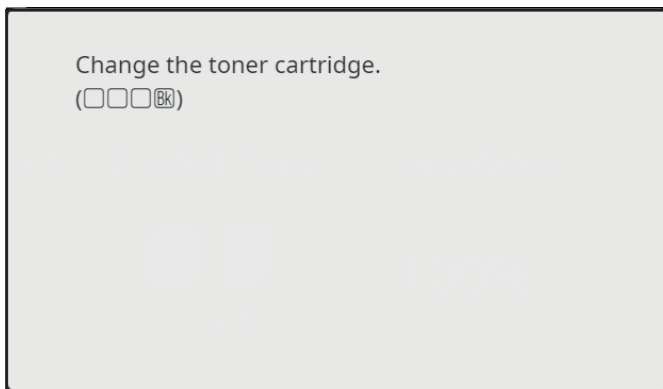 Change the toner cartridge.
(□□□Bk)